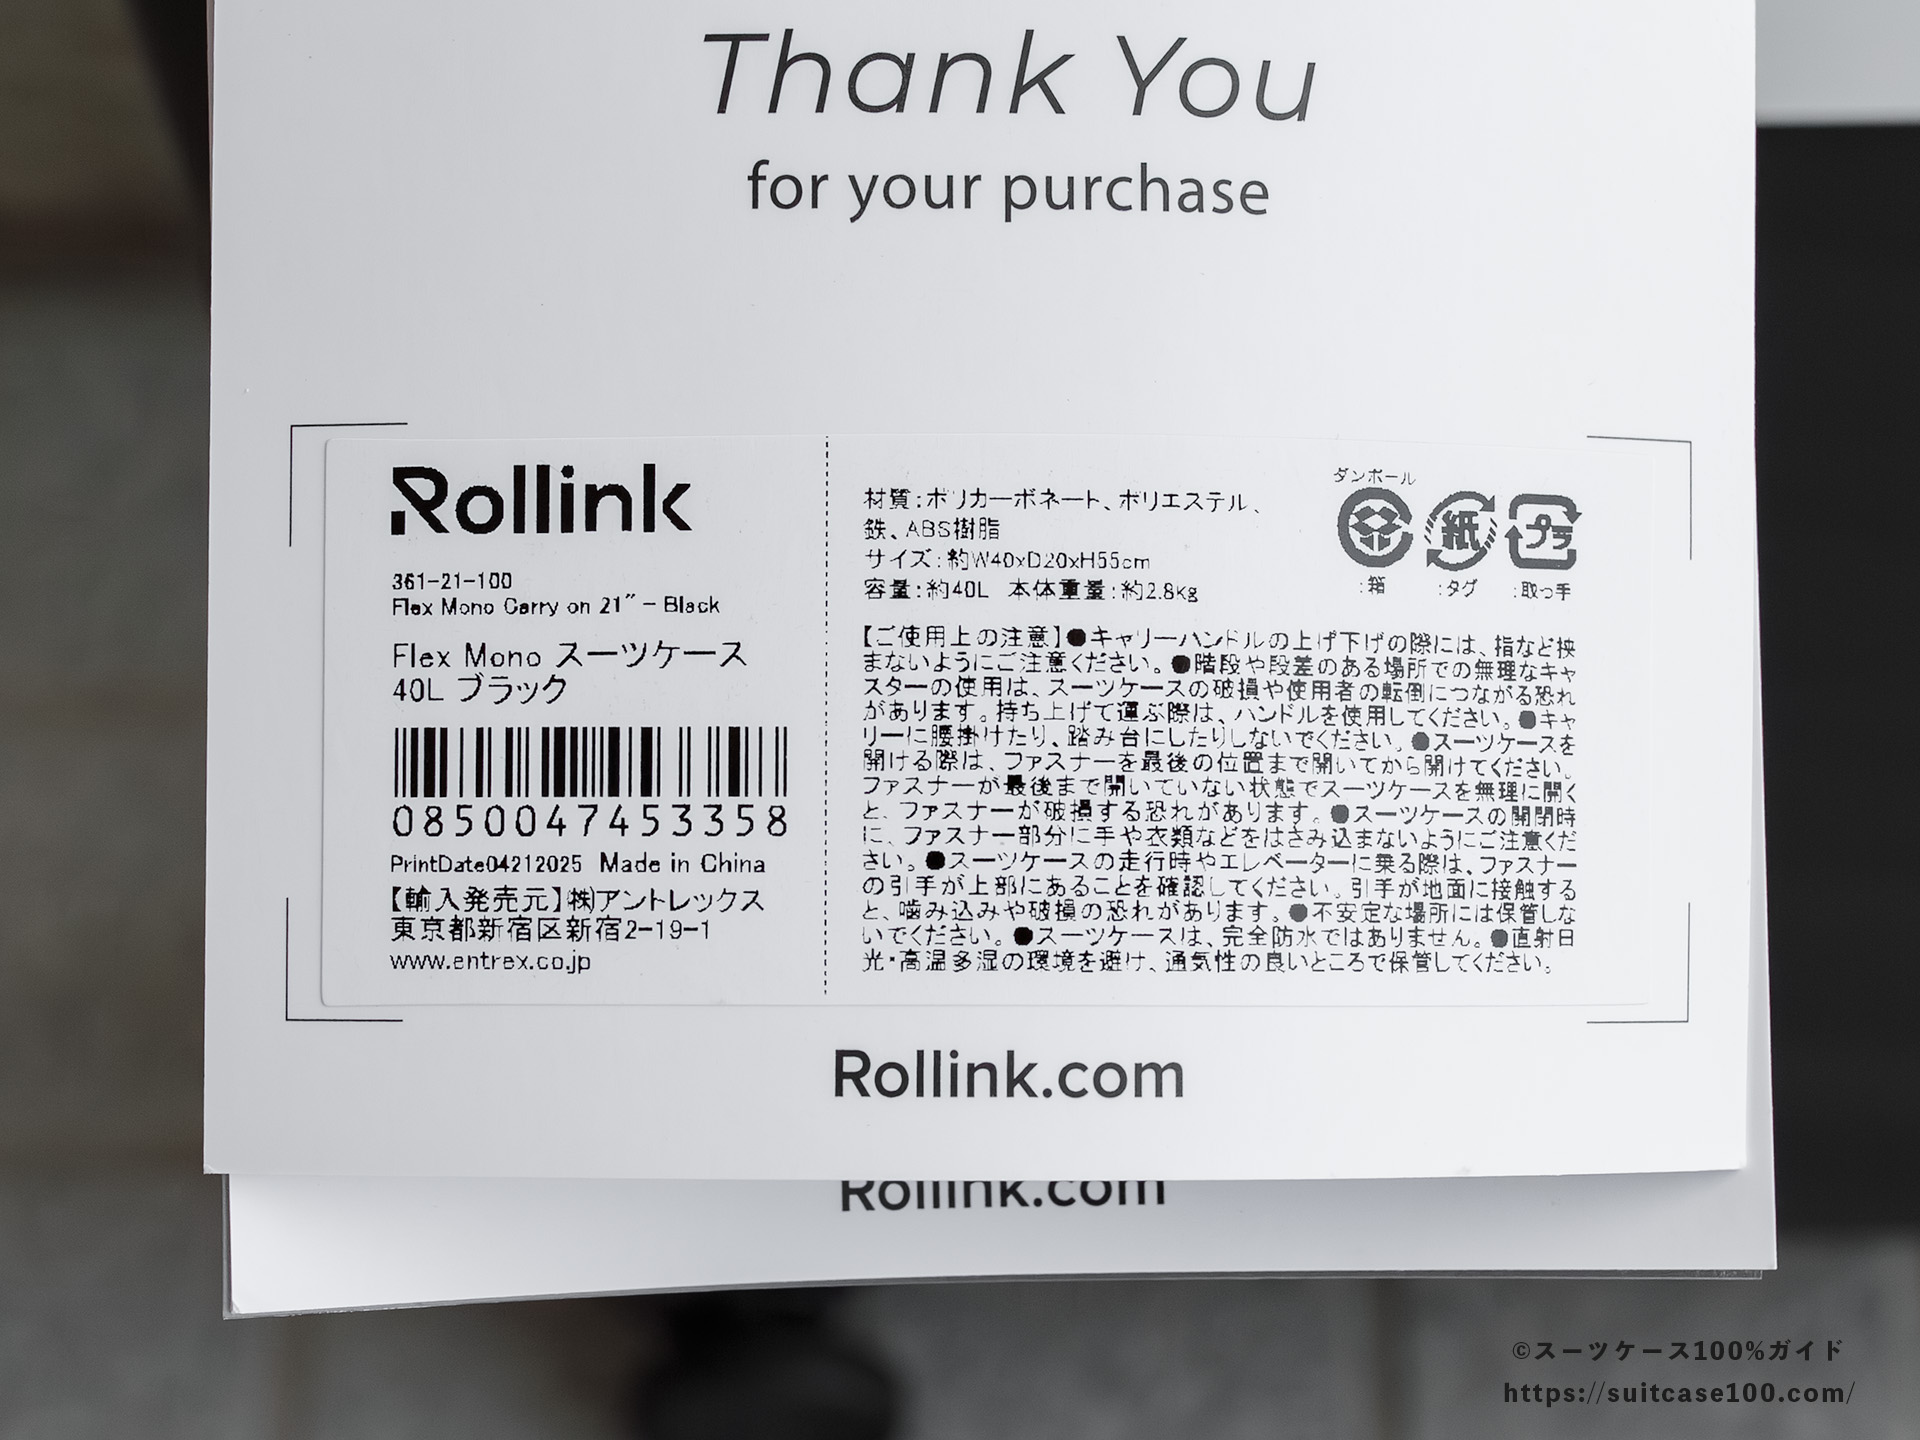 Thank You
for your purchase
Rollink
361-21-100
Flex Mono Carry on 21″ - Black
Flex Mono スーツケース
40L ブラック
0850047453358
PrintDate04212025 Made in China
【輸入発売元】㈱アントレックス
東京都新宿区新宿2-19-1
www.entrex.co.jp
材質:ポリカーボネート、ポリエステル、
鉄、ABS樹脂
サイズ:約W40xD20xH55cm
容量:約40L 本体重量:約2.8kg
ダンボール
紙 プラ
:箱 :タグ :取っ手
【ご使用上の注意】●キャリーハンドルの上げ下げの際には、指など挟
まないようにご注意ください。●階段や段差のある場所での無理なキャ
スターの使用は、スーツケースの破損や使用者の転倒につながる恐れ
があります。持ち上げて運ぶ際は、ハンドルを使用してください。●キャ
リーに腰掛けたり、踏み台にしたりしないでください。●スーツケースを
開ける際は、ファスナーを最後の位置まで開いてから開けてください。
ファスナーが最後まで開いていない状態でスーツケースを無理に開く
と、ファスナーが破損する恐れがあります。●スーツケースの開閉時
に、ファスナー部分に手や衣類などをはさみ込まないようにご注意くだ
さい。●スーツケースの走行時やエレベーターに乗る際は、ファスナー
の引手が上部にあることを確認してください。引手が地面に接触する
と、噛み込みや破損の恐れがあります。●不安定な場所には保管しな
いでください。●スーツケースは、完全防水ではありません。●直射日
光・高温多湿の環境を避け、通気性の良いところで保管してください。
Rollink.com
Rollink.com
©スーツケース100%ガイド
https://suitcase100.com/